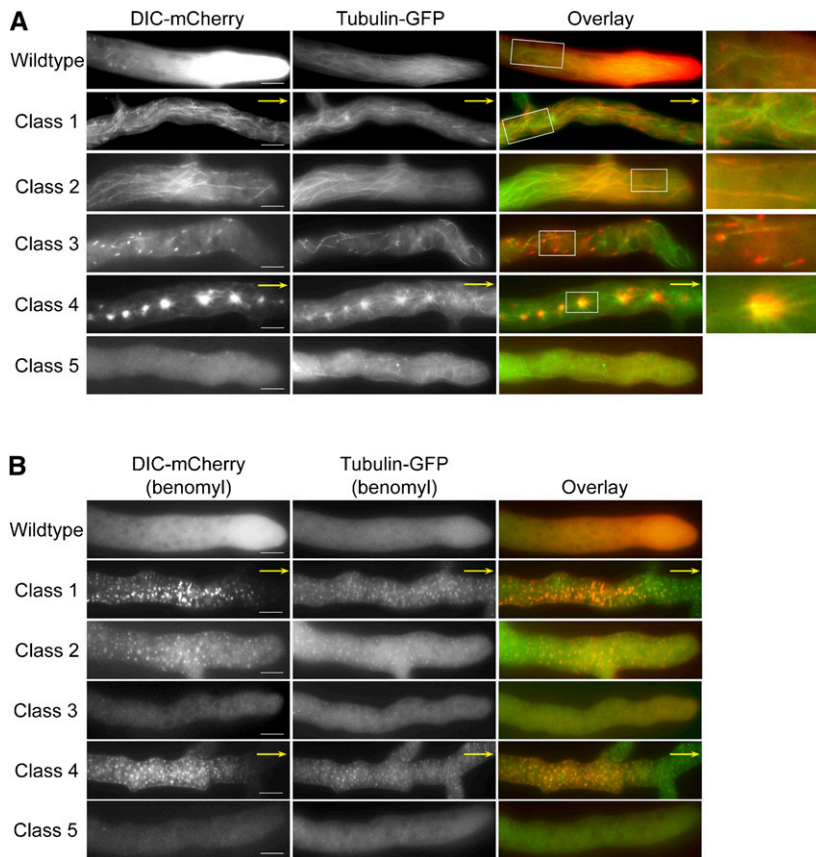 A
DIC-mCherry Tubulin-GFP Overlay
Wildtype
Class 1
Class 2
Class 3
Class 4
Class 5
B
DIC-mCherry (benomyl) Tubulin-GFP (benomyl) Overlay
Wildtype
Class 1
Class 2
Class 3
Class 4
Class 5